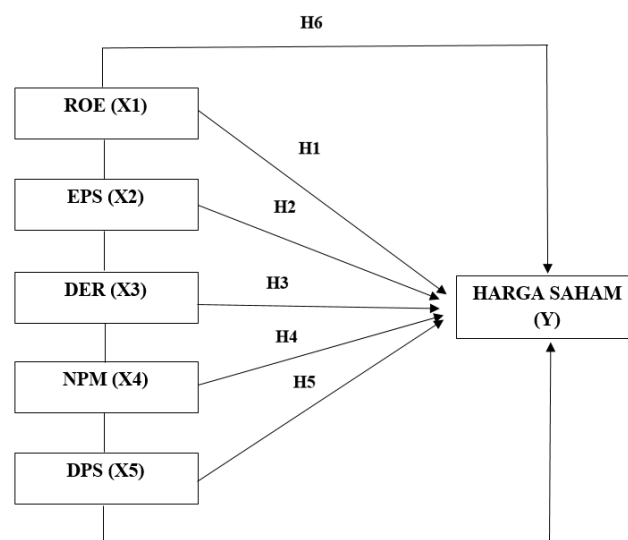 H6
ROE (X1)
H1
EPS (X2)
H2
DER (X3)
H3
HARGA SAHAM
(Y)
H4
NPM (X4)
H5
DPS (X5)